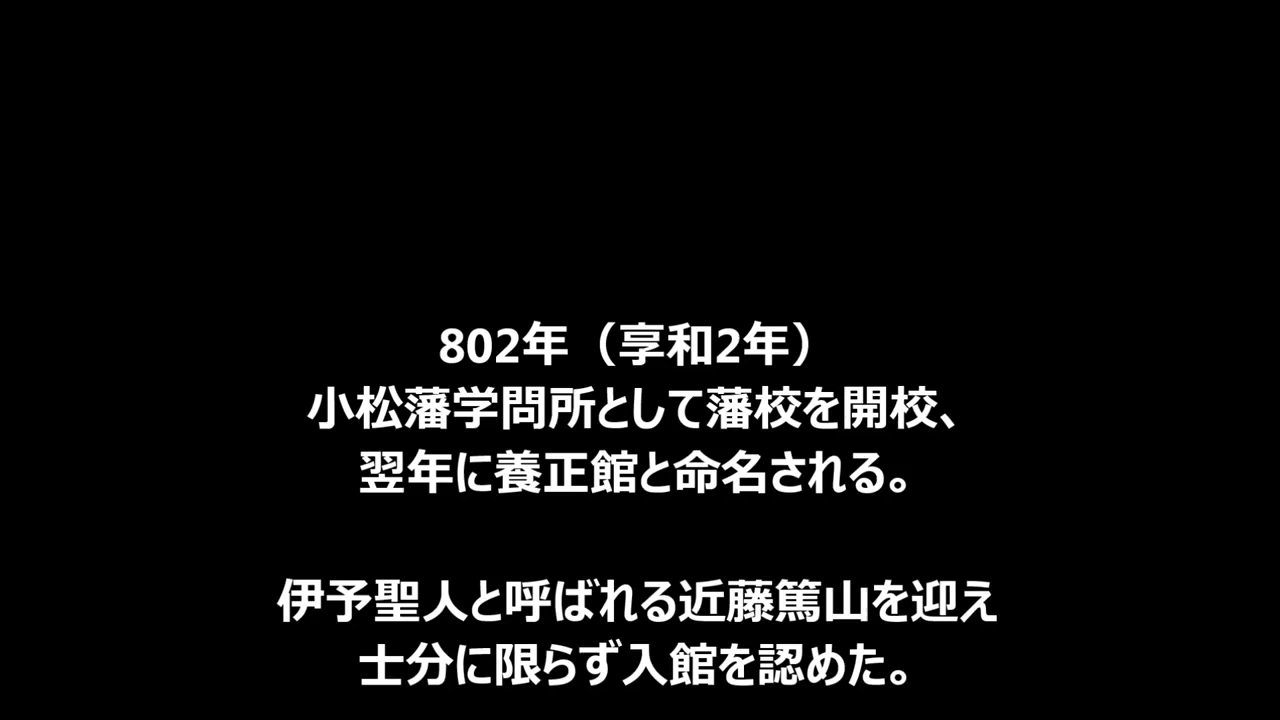 802年（享和2年）
小松藩学問所として藩校を開校、
翌年に養正館と命名される。
伊予聖人と呼ばれる近藤篤山を迎え
士分に限らず入館を認めた。